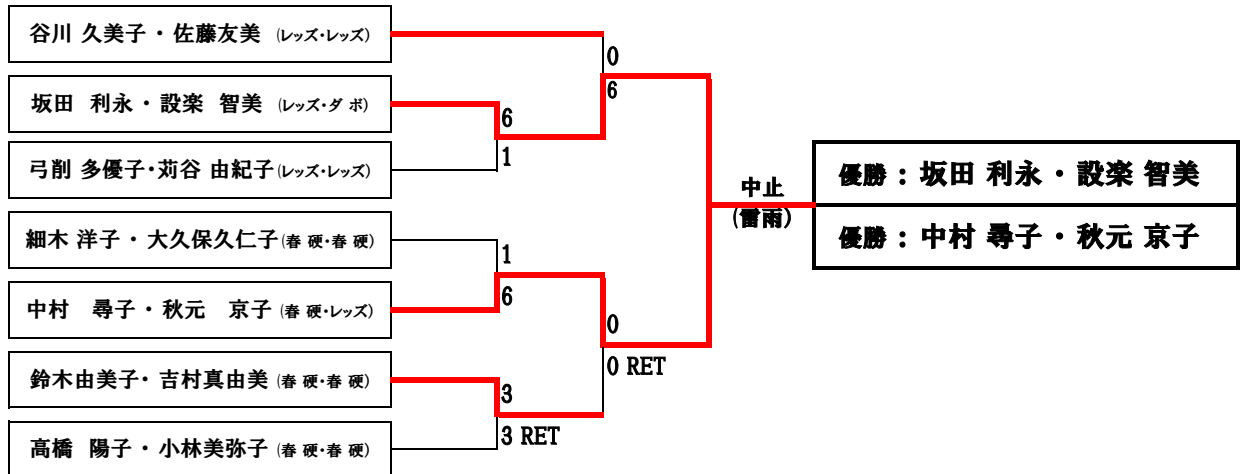 谷川 久美子・佐藤友美 (レッズ・レッズ)
0
坂田 利永・設楽 智美 (レッズ・ダ ボ)
6
6
弓削 多優子・苅谷 由紀子(レッズ・レッズ)
1
中止
(雷雨)
優勝：坂田 利永・設楽 智美
優勝：中村 尋子・秋元 京子
細木 洋子・大久保久仁子(春 硬・春 硬)
1
中村 尋子・秋元 京子(春 硬・レッズ)
6
0
鈴木由美子・吉村真由美 (春 硬・春 硬)
0 RET
3
高橋 陽子・小林美弥子 (春 硬・春 硬)
3 RET